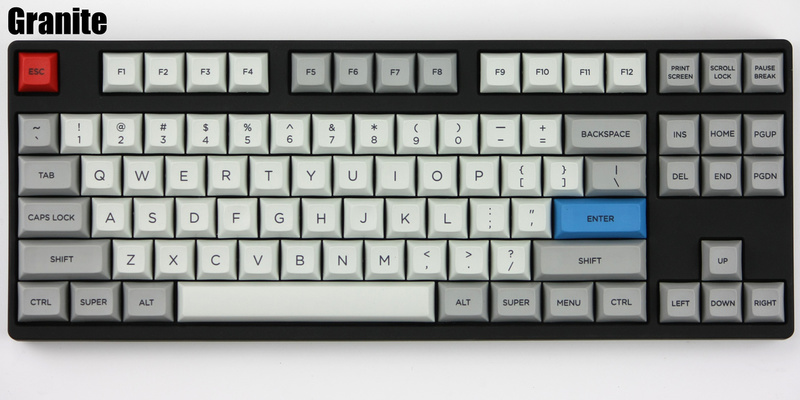 Granite
ESC F1 F2 F3 F4 F5 F6 F7 F8 F9 F10 F11 F12 PRINT SCREEN SCROLL LOCK PAUSE BREAK
~ ! @ # $ % ^ & * ( ) — +
` 1 2 3 4 5 6 7 8 9 0 - = BACKSPACE INS HOME PGUP
TAB Q W E R T Y U I O P { [ } ] | \ DEL END PGDN
CAPS LOCK A S D F G H J K L : ; " ' ENTER
SHIFT Z X C V B N M < , > . ? / SHIFT UP
CTRL SUPER ALT ALT SUPER MENU CTRL LEFT DOWN RIGHT